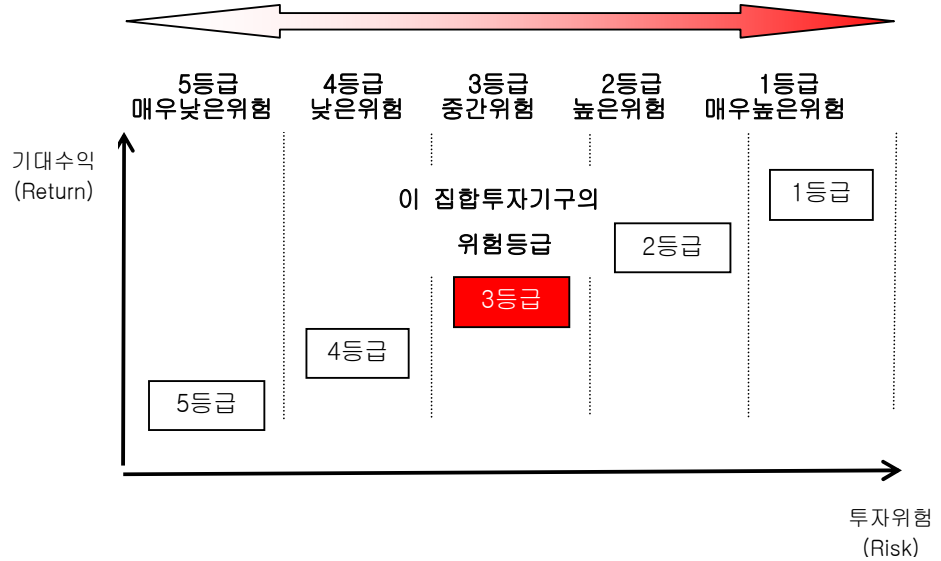 5등급
매우낮은위험
4등급
낮은위험
3등급
중간위험
2등급
높은위험
1등급
매우높은위험
기대수익
(Return)
이 집합투자기구의
위험등급
1등급
2등급
3등급
4등급
5등급
투자위험
(Risk)